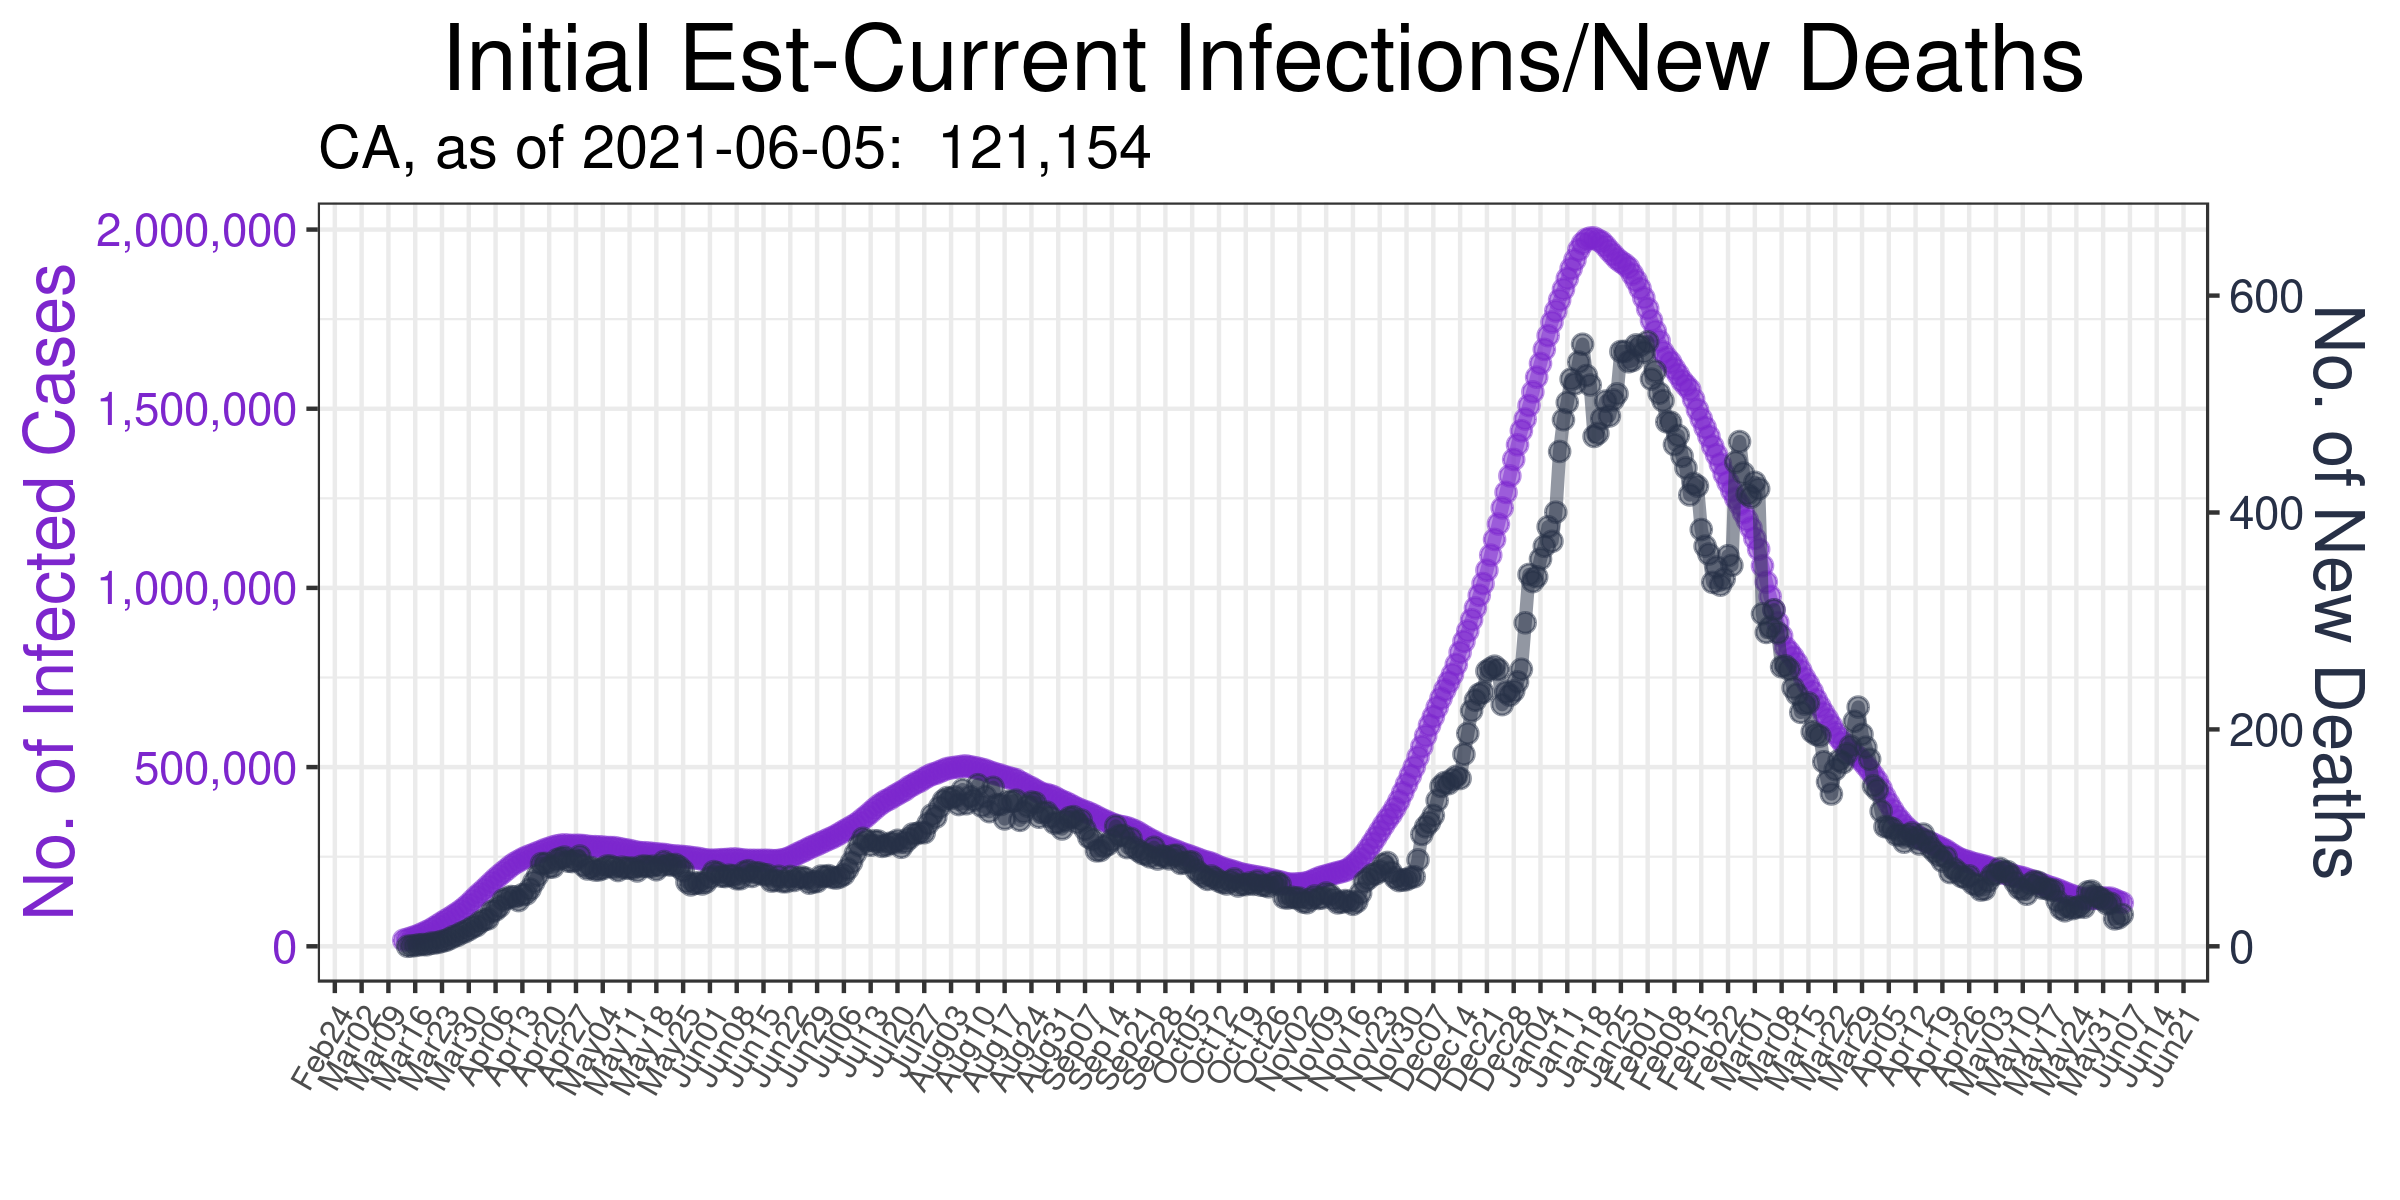 Initial Est-Current Infections/New Deaths
CA, as of 2021-06-05:  121,154
No. of Infected Cases
2,000,000
1,500,000
1,000,000
500,000
0
600
400
200
0
No. of New Deaths
Feb24
Mar02
Mar09
Mar16
Mar23
Mar30
Apr06
Apr13
Apr20
Apr27
May04
May11
May18
May25
Jun01
Jun08
Jun15
Jun22
Jun29
Jul06
Jul13
Jul20
Jul27
Aug03
Aug10
Aug17
Aug24
Aug31
Sep07
Sep14
Sep21
Sep28
Oct05
Oct12
Oct19
Oct26
Nov02
Nov09
Nov16
Nov23
Nov30
Dec07
Dec14
Dec21
Dec28
Jan04
Jan11
Jan18
Jan25
Feb01
Feb08
Feb15
Feb22
Mar01
Mar08
Mar15
Mar22
Mar29
Apr05
Apr12
Apr19
Apr26
May03
May10
May17
May24
May31
Jun07
Jun14
Jun21